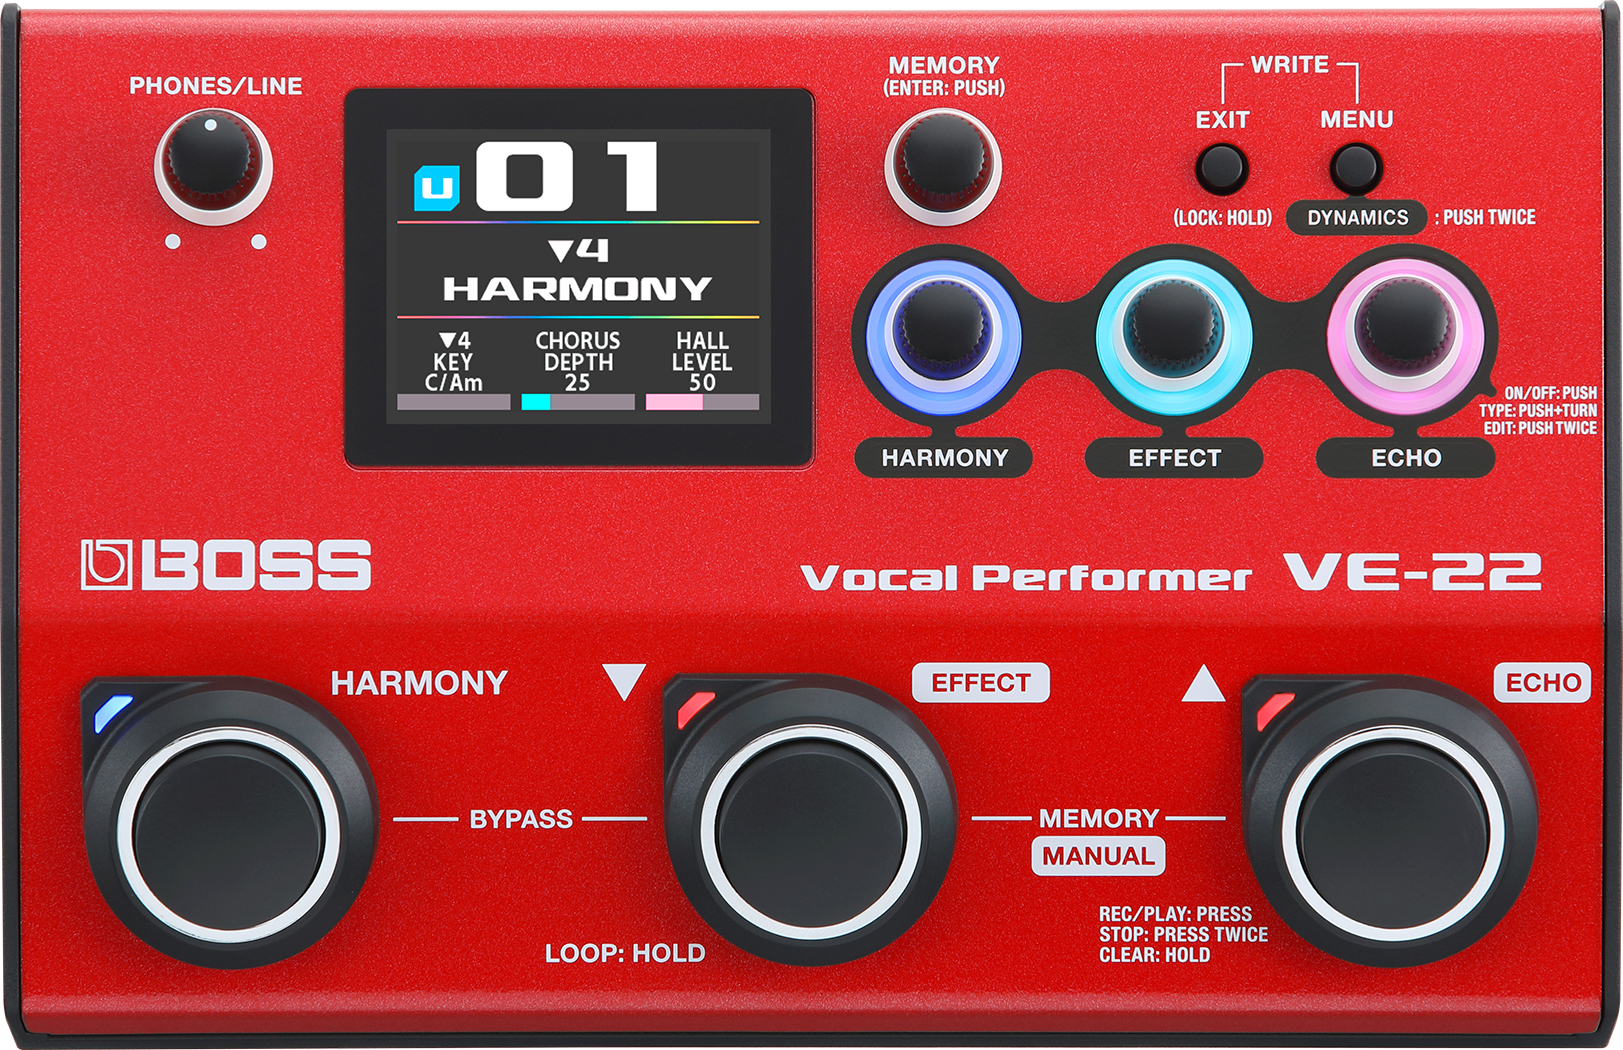 PHONES/LINE
U 01
▼4
HARMONY
▼4
KEY
C/Am
CHORUS
DEPTH
25
HALL
LEVEL
50
MEMORY
(ENTER: PUSH)
WRITE
EXIT
MENU
(LOCK: HOLD)
DYNAMICS : PUSH TWICE
ON/OFF: PUSH
TYPE: PUSH+TURN
EDIT: PUSH TWICE
HARMONY
EFFECT
ECHO
BOSS
Vocal Performer VE-22
HARMONY
▼
EFFECT
▲
ECHO
BYPASS
MEMORY
MANUAL
LOOP: HOLD
REC/PLAY: PRESS
STOP: PRESS TWICE
CLEAR: HOLD